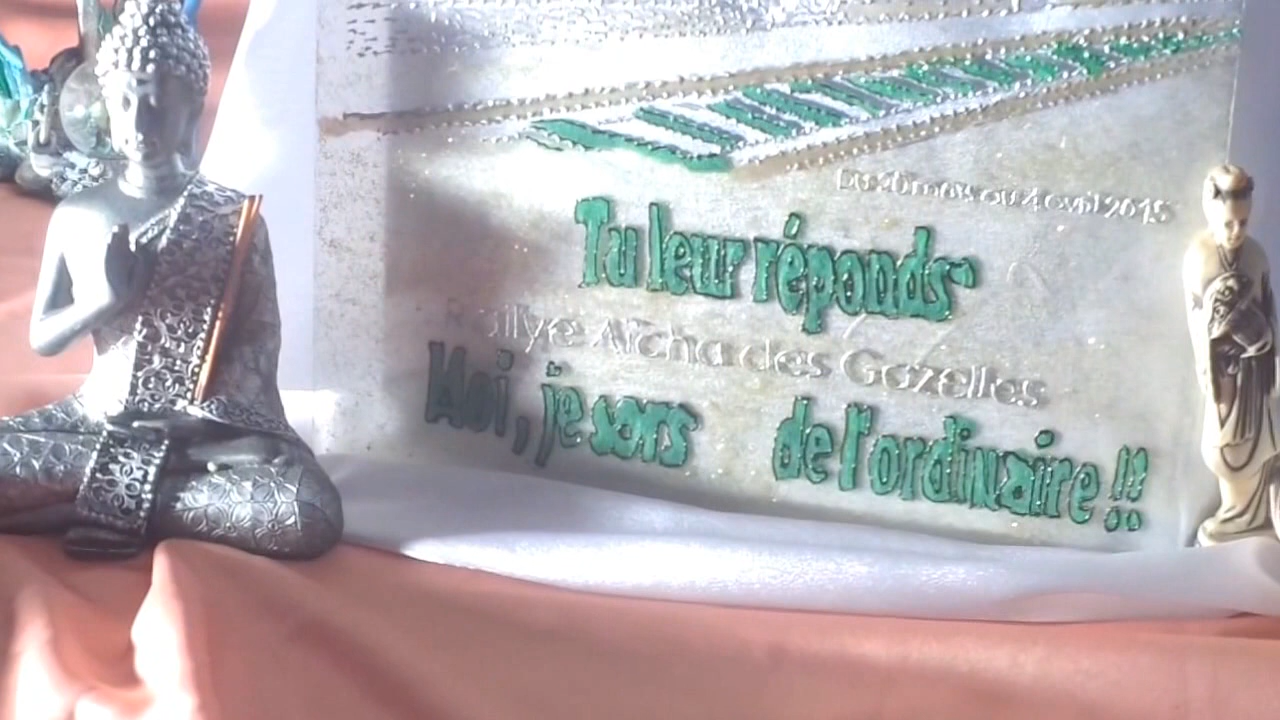 Du 20 mars au 4 avril 2015
Tu leur réponds
Rallye Aïcha des Gazelles
Moi, je sors de l'ordinaire !!